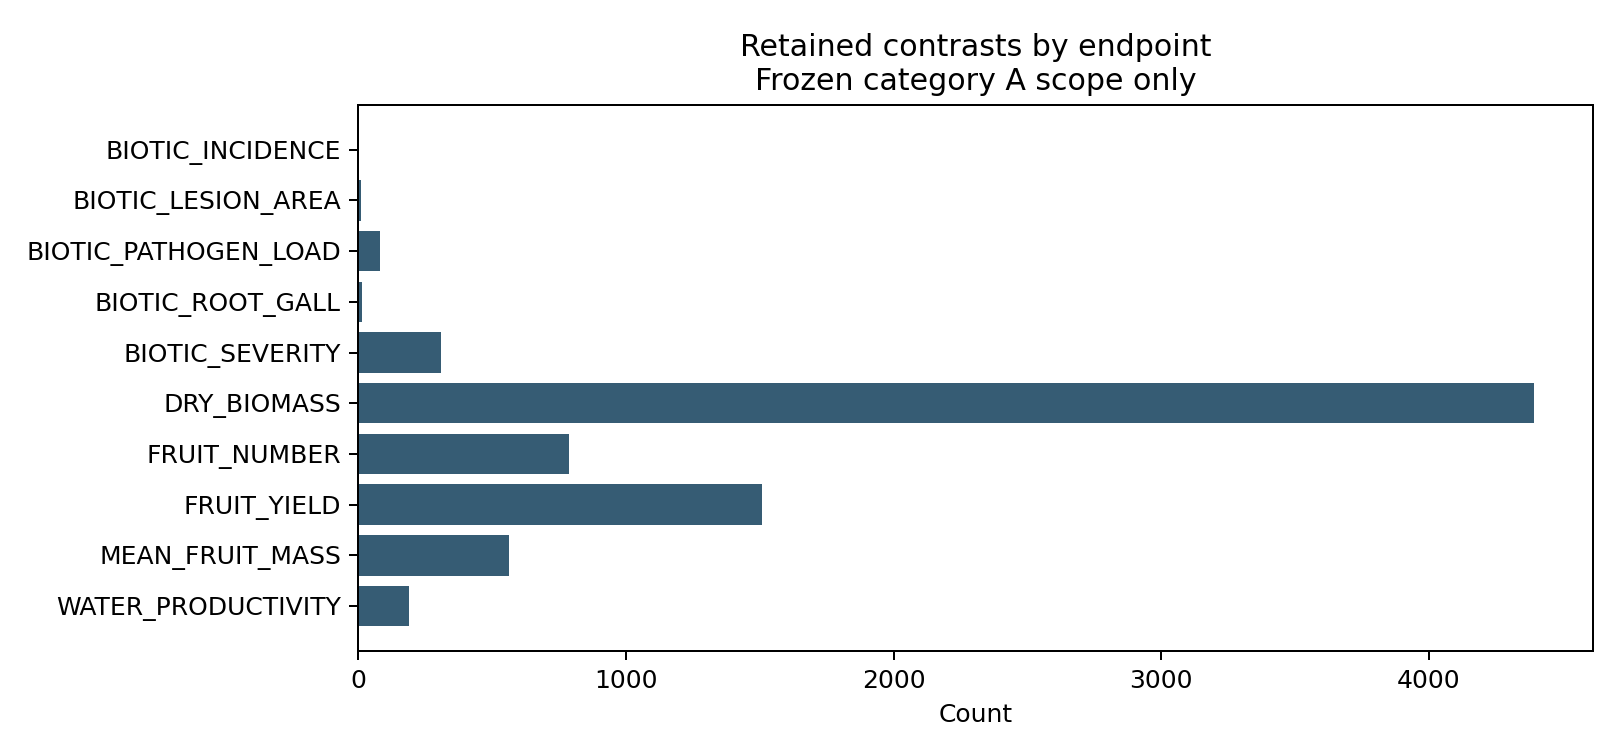 Retained contrasts by endpoint
Frozen category A scope only
BIOTIC_INCIDENCE
BIOTIC_LESION_AREA
BIOTIC_PATHOGEN_LOAD
BIOTIC_ROOT_GALL
BIOTIC_SEVERITY
DRY_BIOMASS
FRUIT_NUMBER
FRUIT_YIELD
MEAN_FRUIT_MASS
WATER_PRODUCTIVITY
0 1000 2000 3000 4000
Count